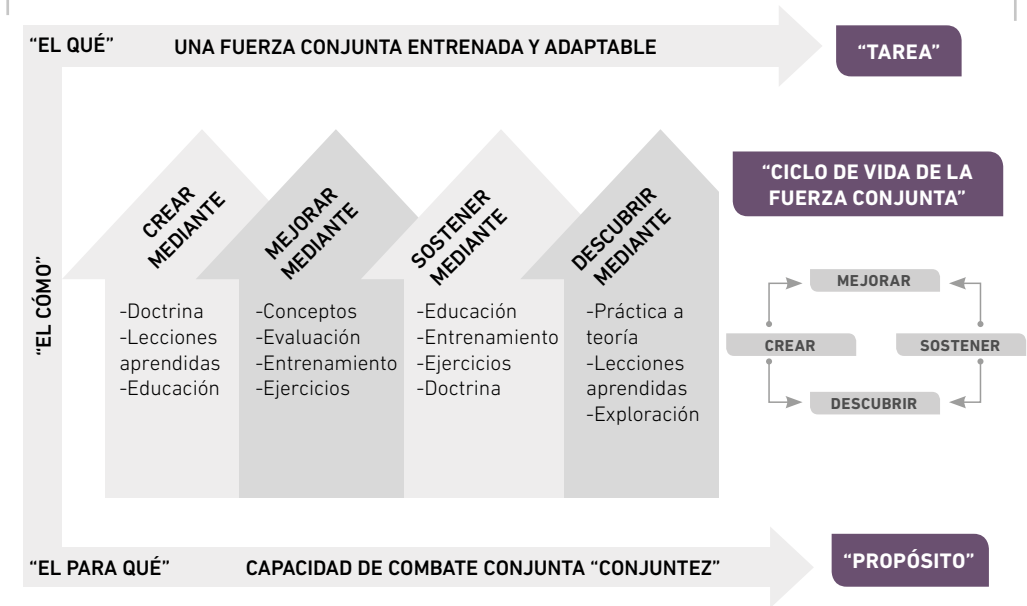 “EL QUÉ” UNA FUERZA CONJUNTA ENTRENADA Y ADAPTABLE
“TAREA”
“EL CÓMO”
CREAR
MEDIANTE
-Doctrina
-Lecciones
aprendidas
-Educación
MEJORAR
MEDIANTE
-Conceptos
-Evaluación
-Entrenamiento
-Ejercicios
SOSTENER
MEDIANTE
-Educación
-Entrenamiento
-Ejercicios
-Doctrina
DESCUBRIR
MEDIANTE
-Práctica a
teoría
-Lecciones
aprendidas
-Exploración
“CICLO DE VIDA DE LA
FUERZA CONJUNTA”
MEJORAR
CREAR
SOSTENER
DESCUBRIR
“EL PARA QUÉ” CAPACIDAD DE COMBATE CONJUNTA “CONJUNTEZ”
“PROPÓSITO”